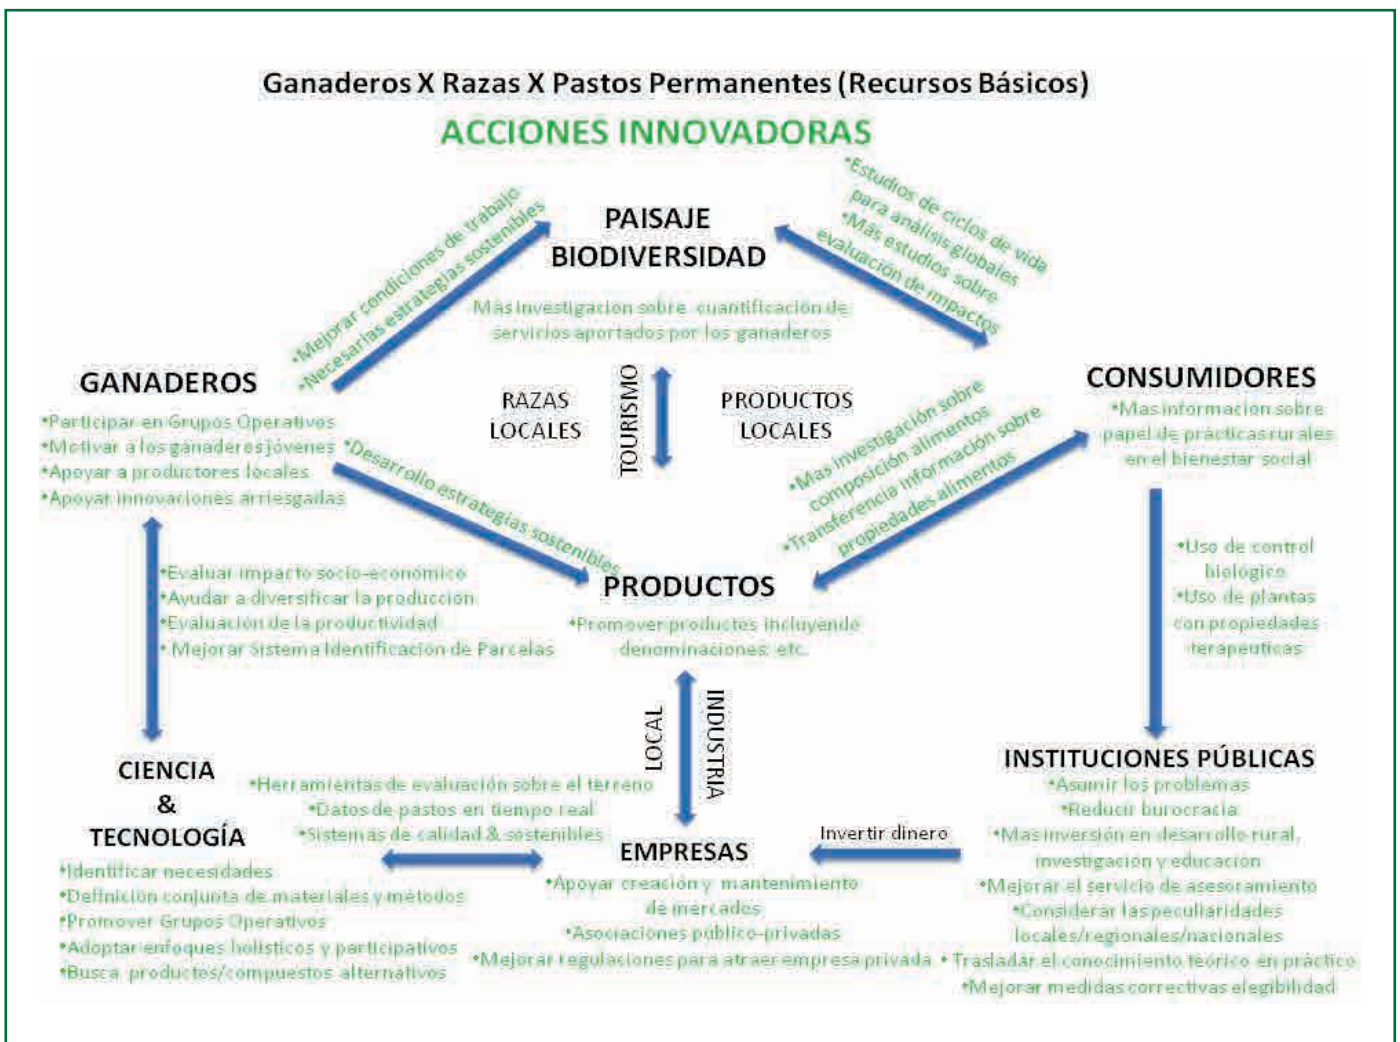 Ganaderos X Razas X Pastos Permanentes (Recursos Básicos)
ACCIONES INNOVADORAS
•Mejorar condiciones de trabajo
•Necesarias estrategias sostenibles
PAISAJE
BIODIVERSIDAD
Mas investigacion sobre cuantificación de
servicios aportados por los ganaderos
•Estudios de ciclos de vida
para análisis globales
•Más estudios sobre
evaluación de impactos
GANADEROS
•Participar en Grupos Operativos
•Motivar a los ganaderes jóvenes
•Apoyar a productores locales
•Apoyar innovaciones arriesgadas
RAZAS
LOCALES
TOURISMO
PRODUCTOS
LOCALES
CONSUMIDORES
•Mas informacion sobre
papel de prácticas rurales
en el bienestar social
•Desarrollo estrategias sostenibles
•Mas investigación sobre
composición alimentos
•Transferencia información sobre
propiedades alimentos
•Evaluar impacto socio-económico
•Ayudar a diversificar la produccion
•Evaluación de la productividad
• Mejorar Sistema Identificación de Parcelas
PRODUCTOS
•Promover productes incluyendo
denominaciones, etc.
•Uso de control
biologico
•Uso de plantas
con propiedades
terapeuticas
LOCAL
INDUSTRIA
CIENCIA
&
TECNOLOGÍA
•Identificar necesidades
•Definición conjunta de materiales y métodos
•Promover Grupos Operativos
•Adoptar enfoques holísticos y participativos
•Busca productes/compuestos alternativos
•Herramientas de evaluación sobre el terreno
•Datos de pastos en tiempo real
•Sistemas de calidad & sostenibles
EMPRESAS
•Apoyar creación y mantenimiento
de mercados
•Asociaciones público-privadas
•Mejorar regulaciones para atraer empresa privada
Invertir dinero
INSTITUCIONES PÚBLICAS
•Asumir los problemas
•Reducir burocracia
•Mas inversión en desarrollo rural,
investigación y educación
•Mejorar el servicio de asesoramiento
•Considerar las peculiaridades
locales/regionales/nacionales
• Trasladar el conocimiento teórico en práctico
•Mejorar medidas correctivas elegibilidad